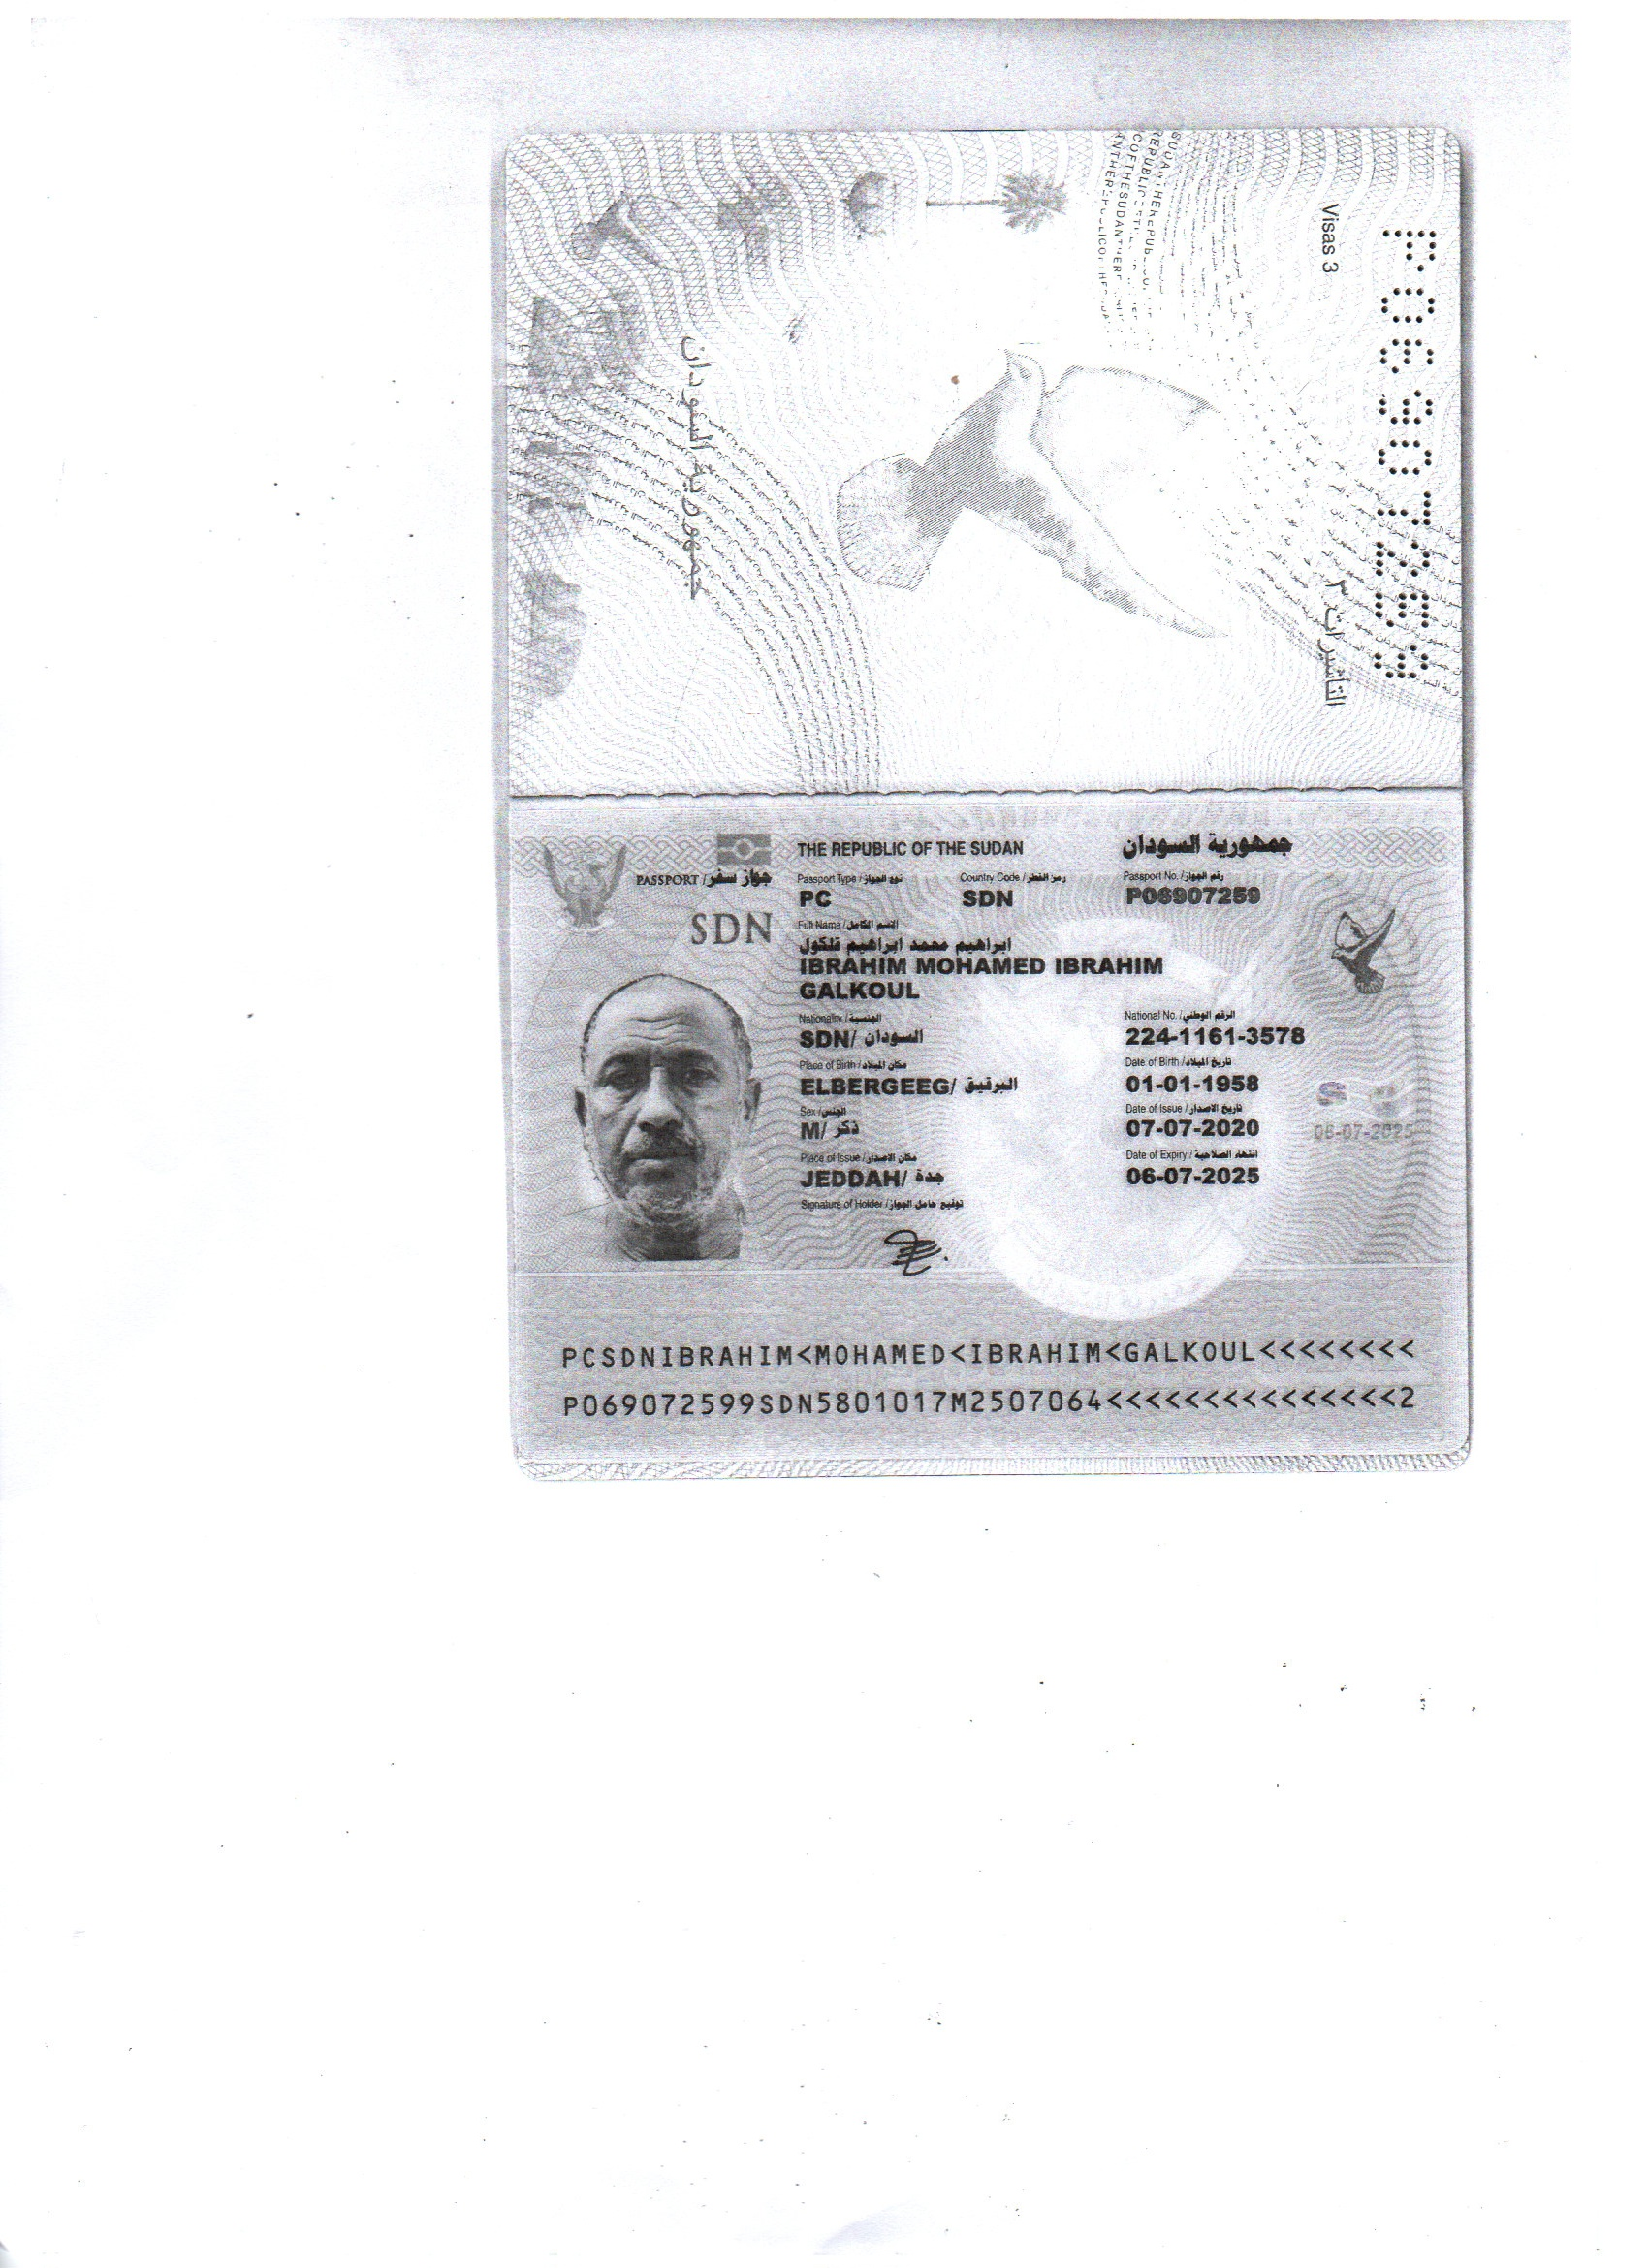 Visas 3
التأشيرات ٣
P06907259
جمهورية السودان
THE REPUBLIC OF THE SUDAN
جمهورية السودان
PASSPORT / جواز سفر
Passport Type / نوع الجواز
Country Code / رمز القطر
Passport No. / رقم الجواز
PC
SDN
P06907259
SDN
Full Name / الاسم الكامل
ابراهيم محمد ابراهيم قلكول
IBRAHIM MOHAMED IBRAHIM
GALKOUL
Nationality / الجنسية
National No. / الرقم الوطني
SDN/ السودان
224-1161-3578
Place of Birth / مكان الميلاد
Date of Birth / تاريخ الميلاد
ELBERGEEG/ البرقيق
01-01-1958
Sex / الجنس
Date of Issue / تاريخ الاصدار
M/ ذكر
07-07-2020
06-07-2025
Place of Issue / مكان الاصدار
Date of Expiry / انتهاء الصلاحية
JEDDAH/ جدة
06-07-2025
Signature of Holder / توقيع حامل الجواز
PCSDNIBRAHIM<MOHAMED<IBRAHIM<GALKOUL<<<<<<<<
P069072599SDN5801017M2507064<<<<<<<<<<<<<<<2